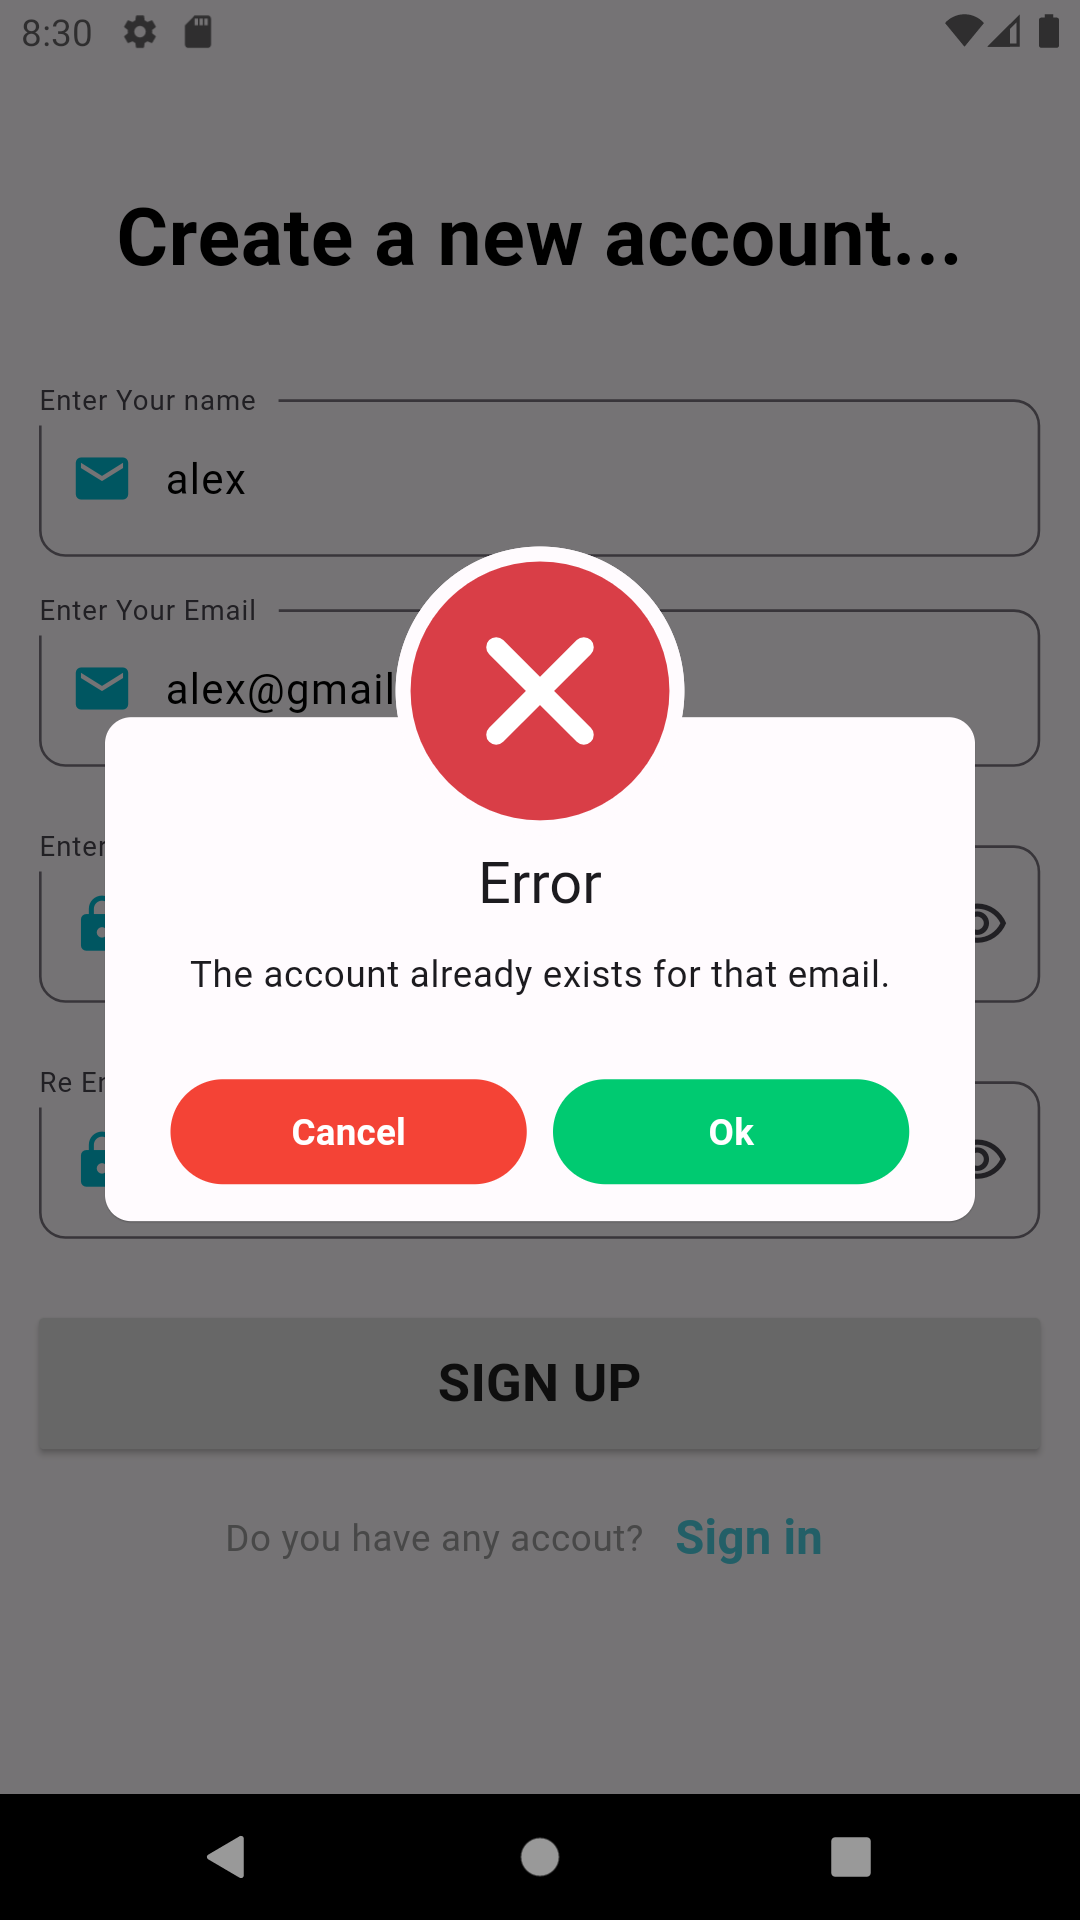 8:30
Create a new account...
Enter Your name
alex
Enter Your Email
alex@gmail
Enter
Error
The account already exists for that email.
Re
Cancel
Ok
SIGN UP
Do you have any accout?
Sign in